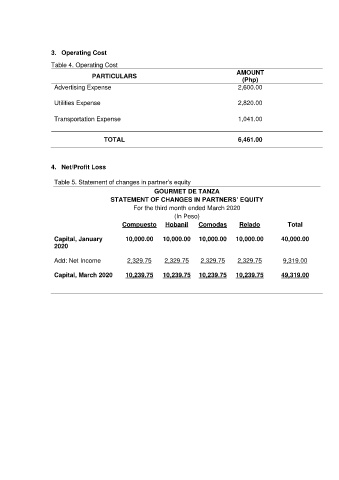 3. Operating Cost
Table 4. Operating Cost
PARTICULARS AMOUNT (Php)
Advertising Expense 2,600.00
Utilities Expense 2,820.00
Transportation Expense 1,041.00
TOTAL 6,461.00
4. Net/Profit Loss
Table 5. Statement of changes in partner's equity
GOURMET DE TANZA
STATEMENT OF CHANGES IN PARTNERS' EQUITY
For the third month ended March 2020
(In Peso)
Compuesto Hobanil Comodas Relado Total
Capital, January 2020 10,000.00 10,000.00 10,000.00 10,000.00 40,000.00
Add: Net Income 2,329.75 2,329.75 2,329.75 2,329.75 9,319.00
Capital, March 2020 10,239.75 10,239.75 10,239.75 10,239.75 49,319.00